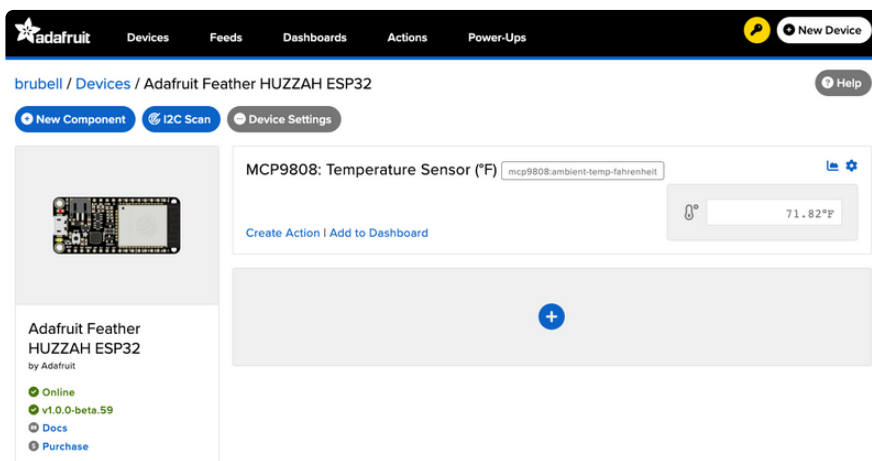 adafruit Devices Feeds Dashboards Actions Power-Ups New Device
brubell / Devices / Adafruit Feather HUZZAH ESP32 Help
New Component I2C Scan Device Settings
MCP9808: Temperature Sensor (°F) mcp9808:ambient-temp-fahrenheit
71.82°F
Create Action | Add to Dashboard
Adafruit Feather
HUZZAH ESP32
by Adafruit
Online
v1.0.0-beta.59
Docs
Purchase